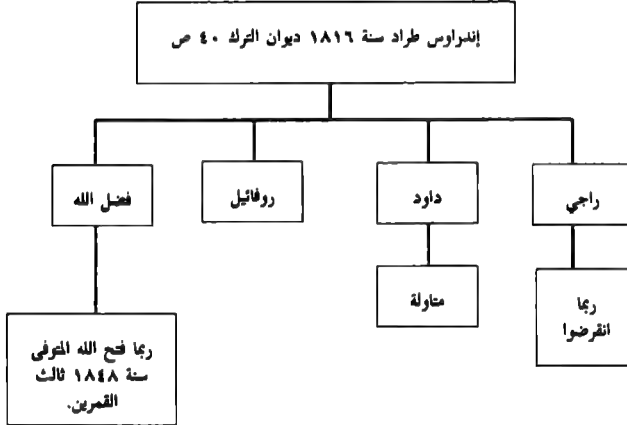 إندراوس طراد سنة ١٨١٦ ديوان الترك ٤٠ ص
راجي
داود
روفائيل
فضل الله
ربما
انقرضوا
متاولة
ربما فتح الله المتوفى
سنة ١٨٤٨ ثالث
القمرين.